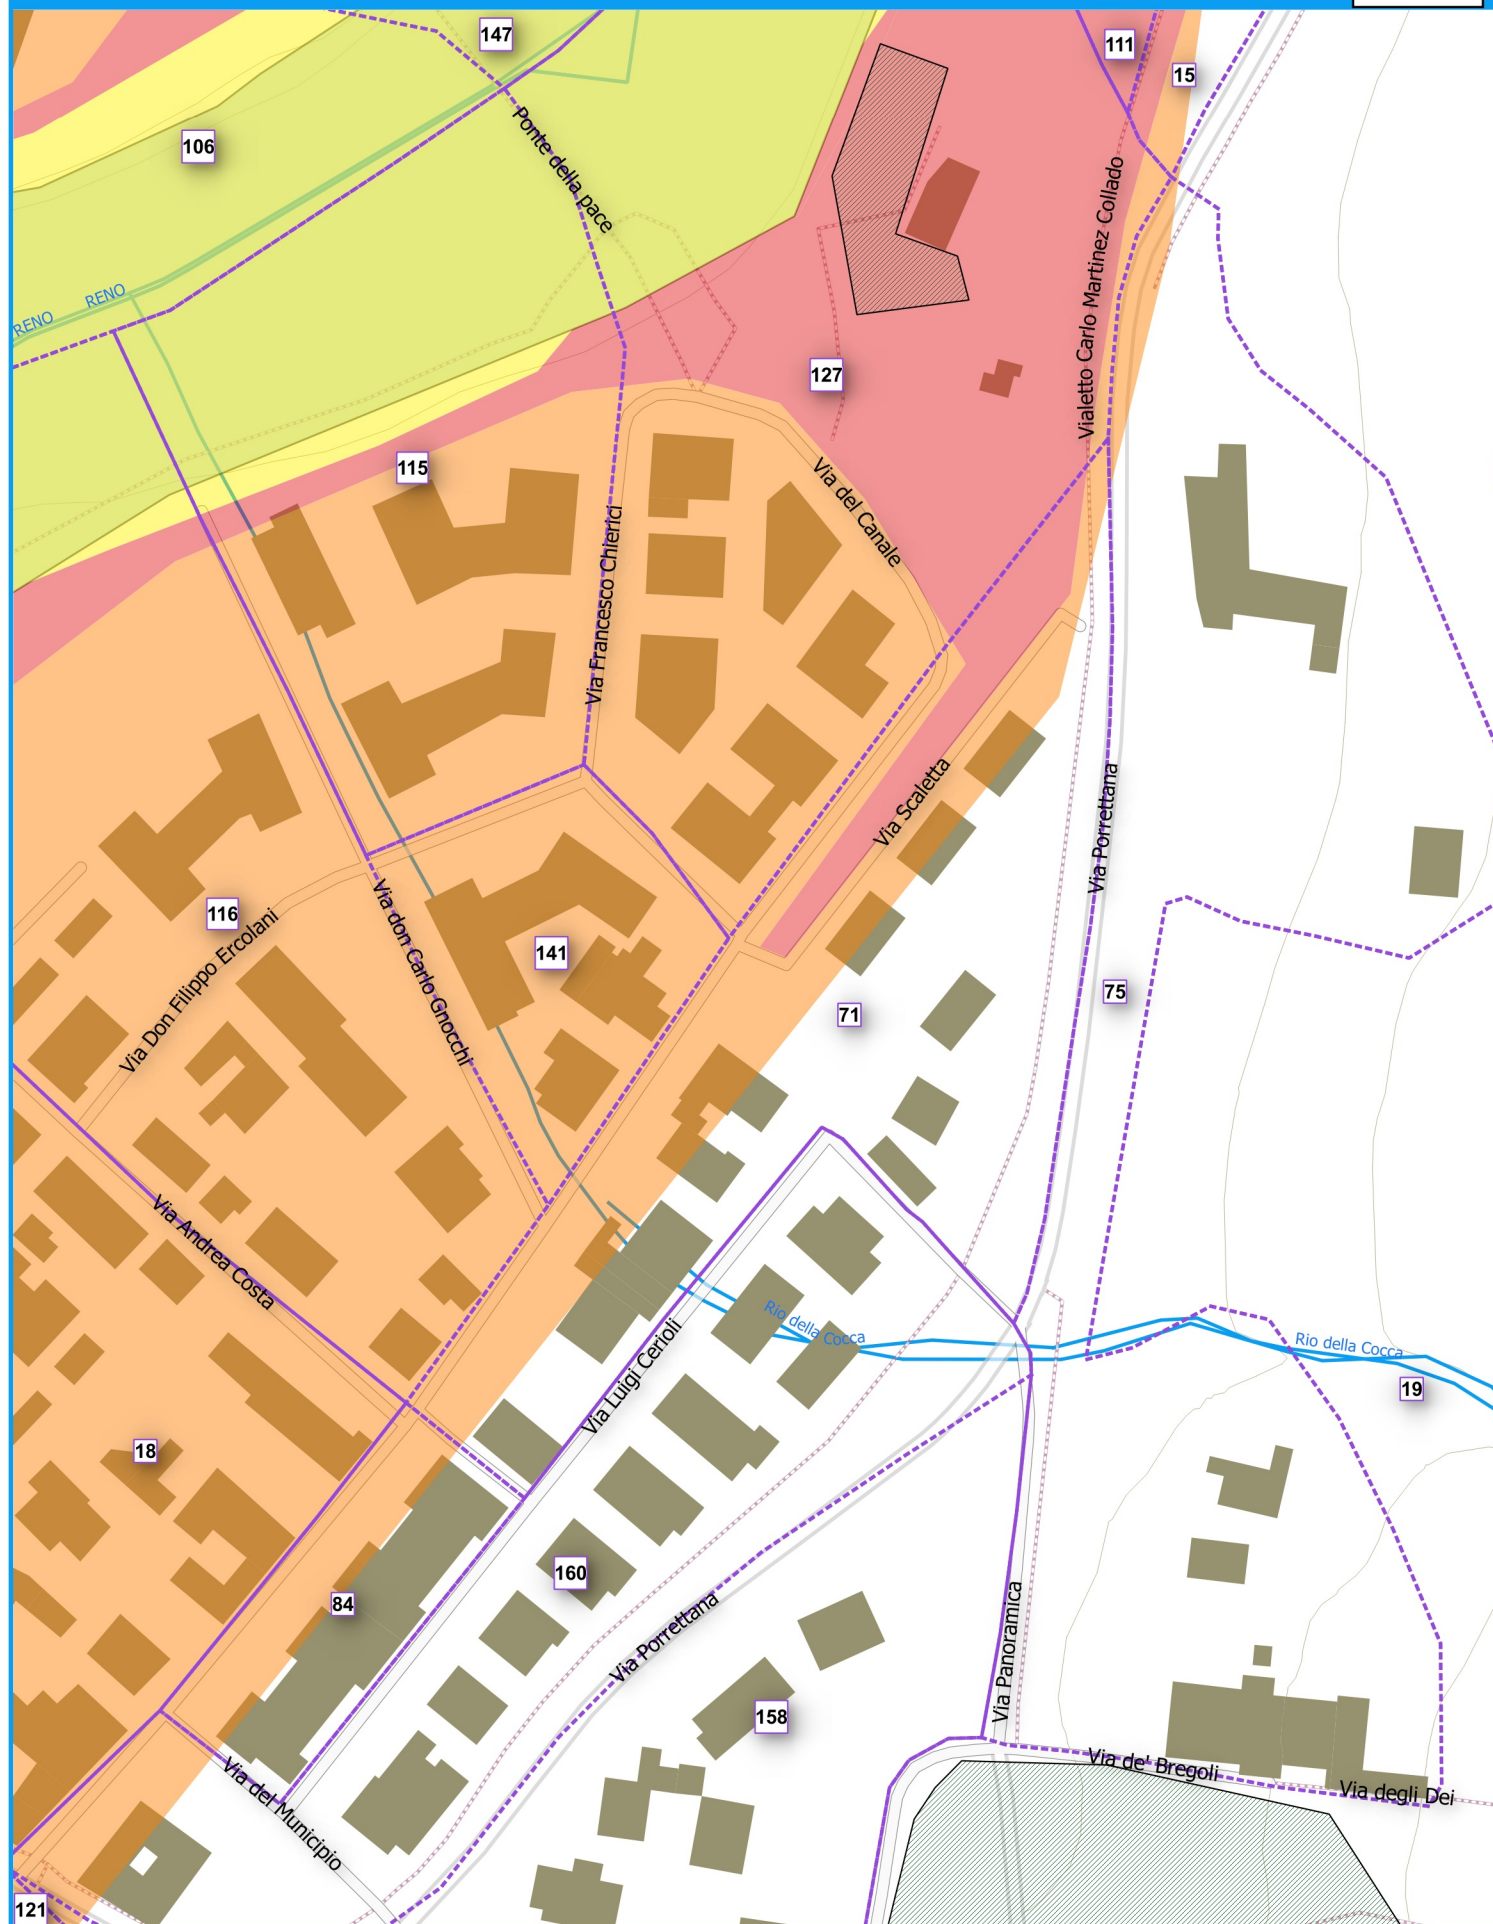 147
111
15
106
Ponte della pace
Vialetto Carlo Martinez Collado
RENO
RENO
127
115
Via del Canale
Via Francesco Chierici
Via Scaletta
Via Porrettana
116
Via Don Filippo Ercolani
Via don Carlo Gnocchi
141
71
75
Via Andrea Costa
Rio della Cocca
Rio della Cocca
Via Luigi Cerioli
19
18
160
84
Via Porrettana
Via Panoramica
158
Via de' Bregoli
Via degli Dei
Via del Municipio
121